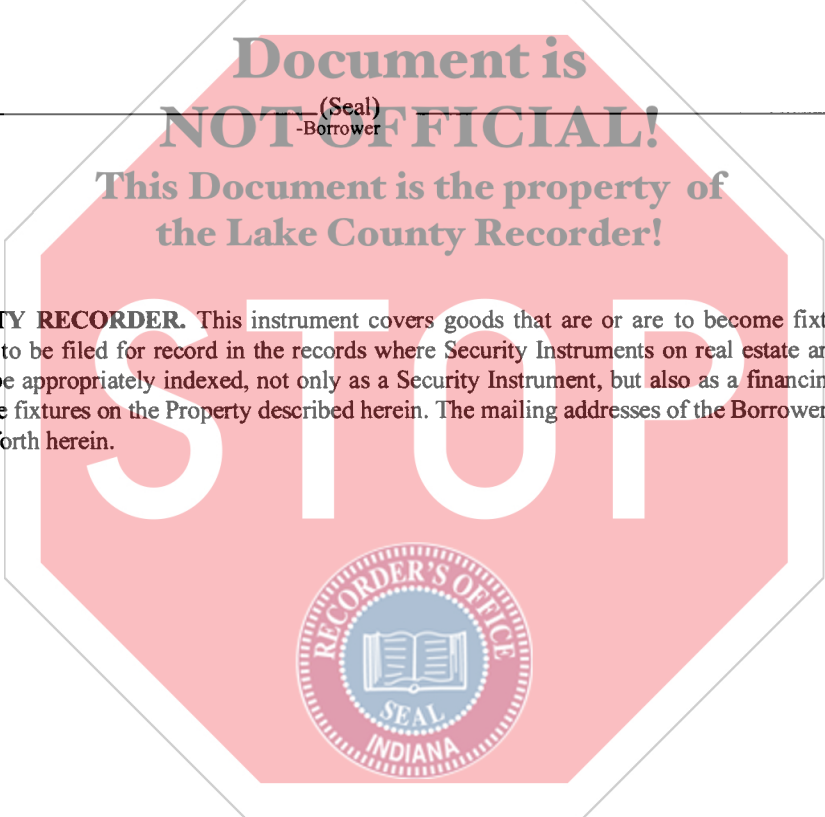 Document is
(Seal)
NOT OFFICIAL!
-Borrower
This Document is the property of
the Lake County Recorder!
TY RECORDER. This instrument covers goods that are or are to become fixt
to be filed for record in the records where Security Instruments on real estate ar
e appropriately indexed, not only as a Security Instrument, but also as a financin
e fixtures on the Property described herein. The mailing addresses of the Borrower
orth herein.
STOP
RECORDER'S OFFICE
SEAL
INDIANA